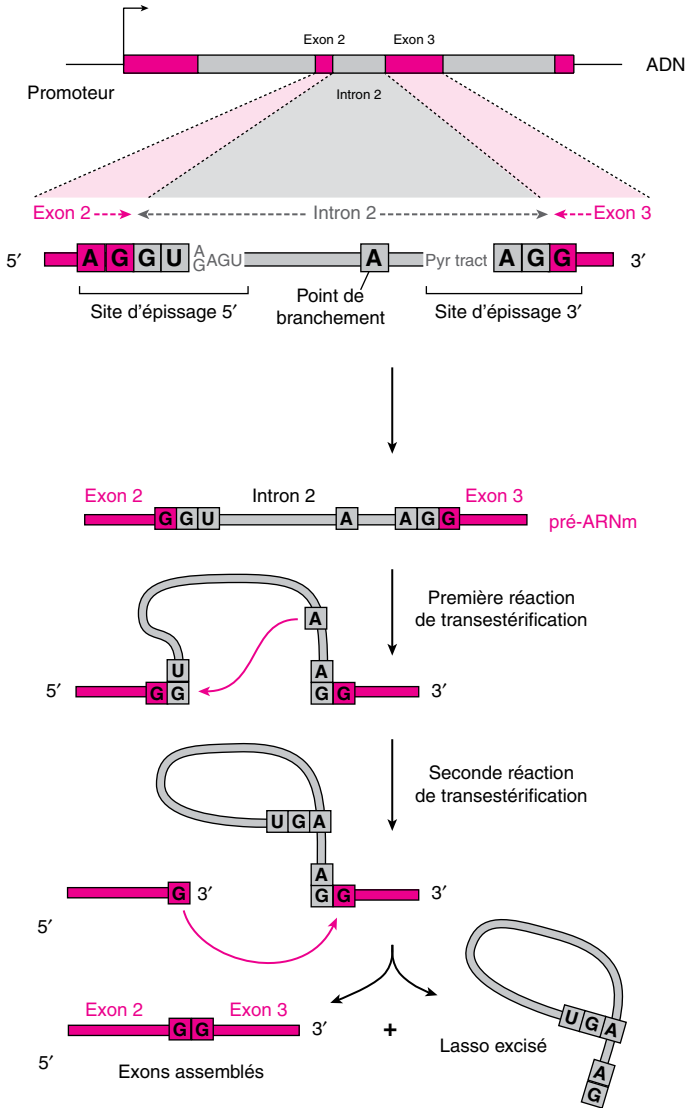 Exon 2 Exon 3
ADN
Promoteur
Intron 2
Exon 2 Intron 2 Exon 3
5′ A G G U A/G AGU A Pyr tract A G G 3′
Site d'épissage 5′
Point de
branchement
Site d'épissage 3′
Exon 2 Intron 2 Exon 3
G G U A A G G
pré-ARNm
Première réaction
de transestérification
A
U A
5′ G G G G 3′
Seconde réaction
de transestérification
U G A
A
G 3′ G G 3′
5′
Exon 2 Exon 3
G G 3′
+
5′
Exons assemblés
Lasso excisé
U G A
A
G